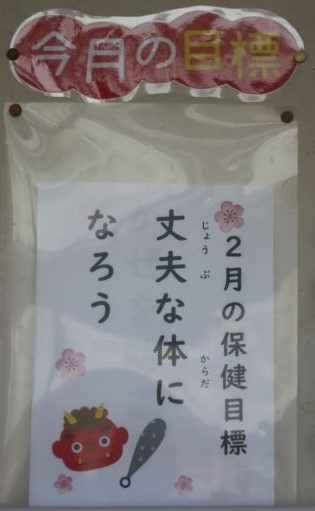 今月の目標
2月の保健目標
じょうぶ からだ
丈夫な体に
なろう